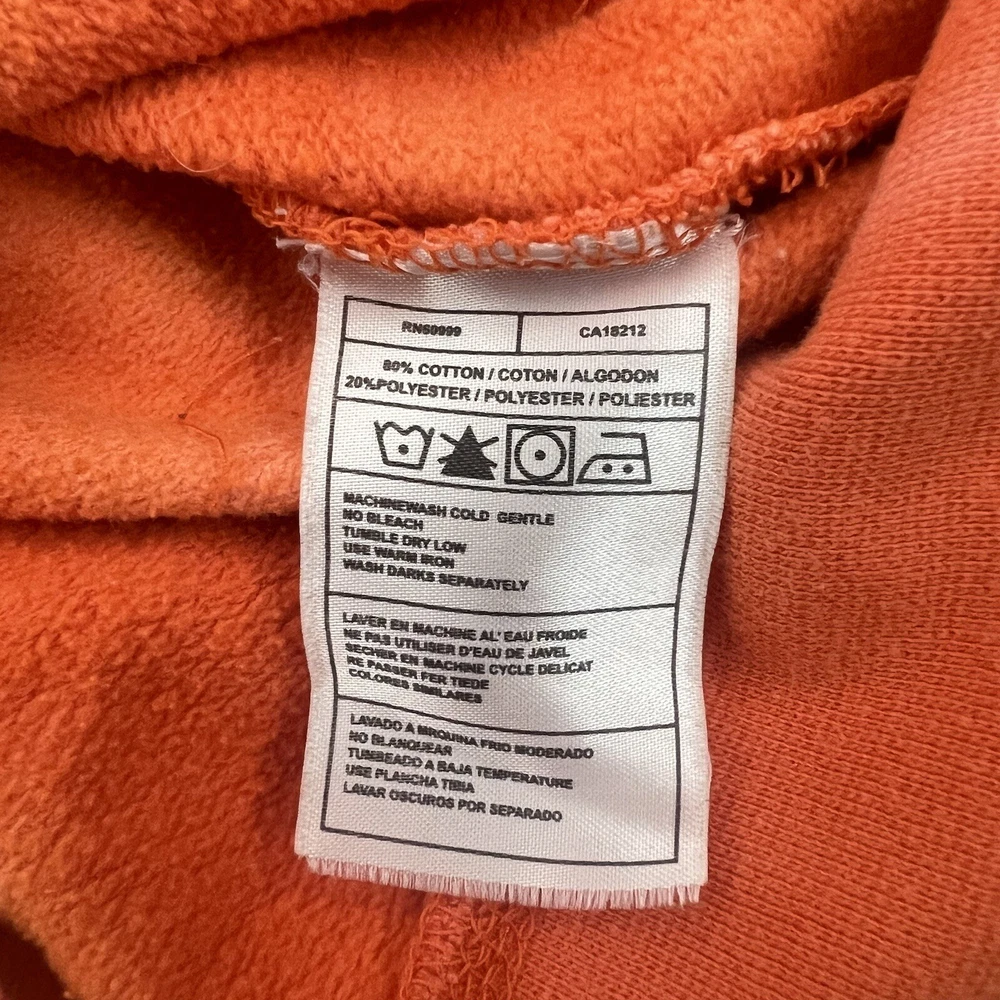 RN50999
CA18212
80% COTTON / COTON / ALGODON
20%POLYESTER / POLYESTER / POLIESTER
MACHINEWASH COLD GENTLE
NO BLEACH
TUMBLE DRY LOW
USE WARM IRON
WASH DARKS SEPARATELY
LAVER EN MACHINE AL' EAU FROIDE
NE PAS UTILISER D'EAU DE JAVEL
SECHER EN MACHINE CYCLE DELICAT
RE PASSER FER TIEDE
COLORES SIMILARES
LAVADO A MRQUINA FRIO MODERADO
NO BLANQUEAR
TUMBEADO A BAJA TEMPERATURE
USE PLANCHA TIBIA
LAVAR OSCUROS POR SEPARADO